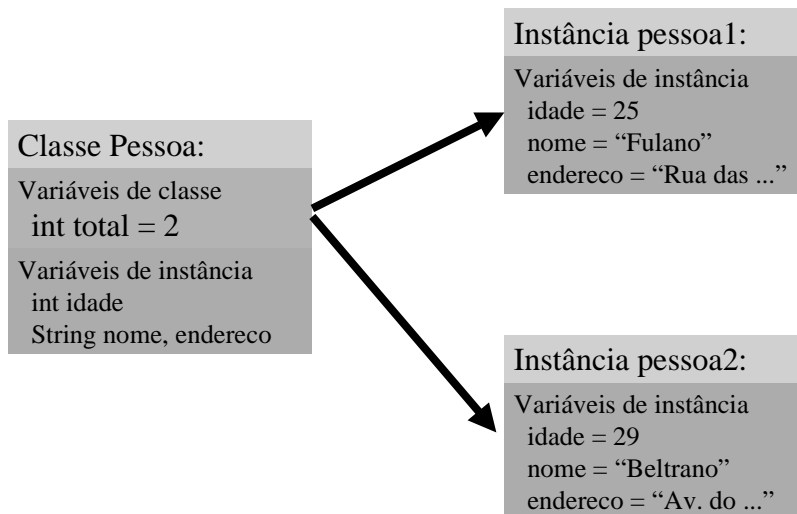 Classe Pessoa:
Variáveis de classe
int total = 2
Variáveis de instância
int idade
String nome, endereco
Instância pessoa1:
Variáveis de instância
idade = 25
nome = “Fulano”
endereco = “Rua das ...”
Instância pessoa2:
Variáveis de instância
idade = 29
nome = “Beltrano”
endereco = “Av. do ...”